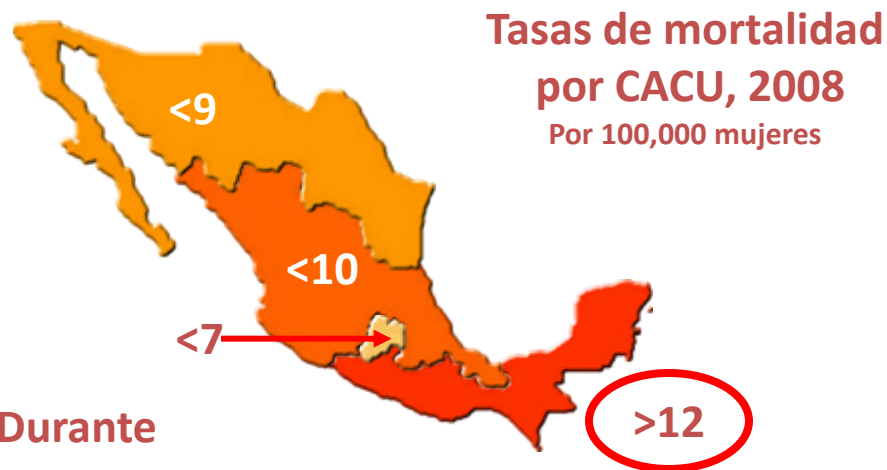 Tasas de mortalidad
por CACU, 2008
Por 100,000 mujeres
<9
<10
<7
>12
Durante